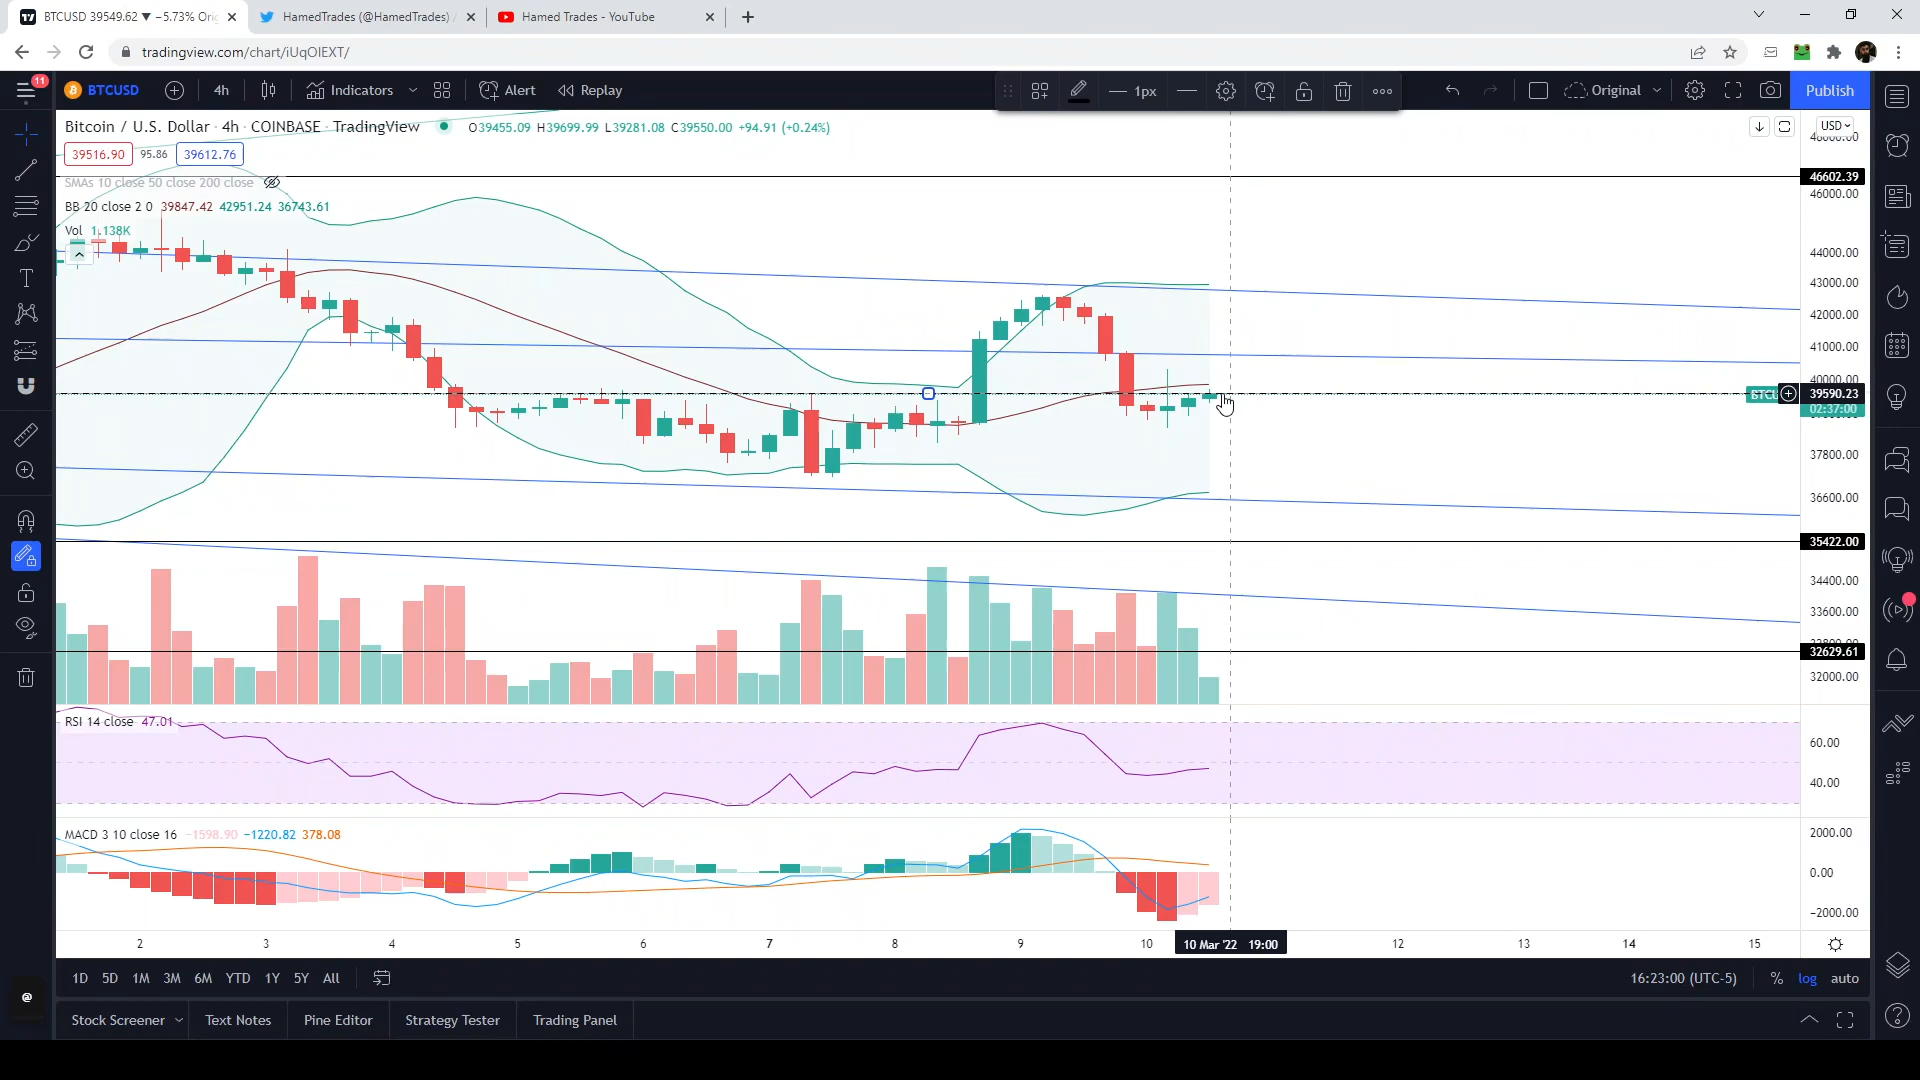 BTCUSD 39549.62 ▼ −5.73% Ori
HamedTrades (@HamedTrades) /
Hamed Trades - YouTube
tradingview.com/chart/iUqOIEXT/
11
BTCUSD
4h
Indicators
Alert
Replay
1px
Original
Publish
Bitcoin / U.S. Dollar · 4h · COINBASE · TradingView
O39455.09 H39699.99 L39281.08 C39550.00 +94.91 (+0.24%)
USD
39516.90
95.86
39612.76
SMAs 10 close 50 close 200 close
BB 20 close 2 0 39847.42 42951.24 36743.61
Vol 1.138K
46602.39
46000.00
44000.00
43000.00
42000.00
41000.00
40000.00
BTCU
39590.23
02:37:00
37800.00
36600.00
35422.00
34400.00
33600.00
32629.61
32000.00
RSI 14 close 47.01
60.00
40.00
MACD 3 10 close 16 −1598.90 −1220.82 378.08
2000.00
0.00
−2000.00
2 3 4 5 6 7 8 9 10 10 Mar '22 19:00 12 13 14 15
1D 5D 1M 3M 6M YTD 1Y 5Y All
16:23:00 (UTC-5)
% log auto
Stock Screener
Text Notes
Pine Editor
Strategy Tester
Trading Panel